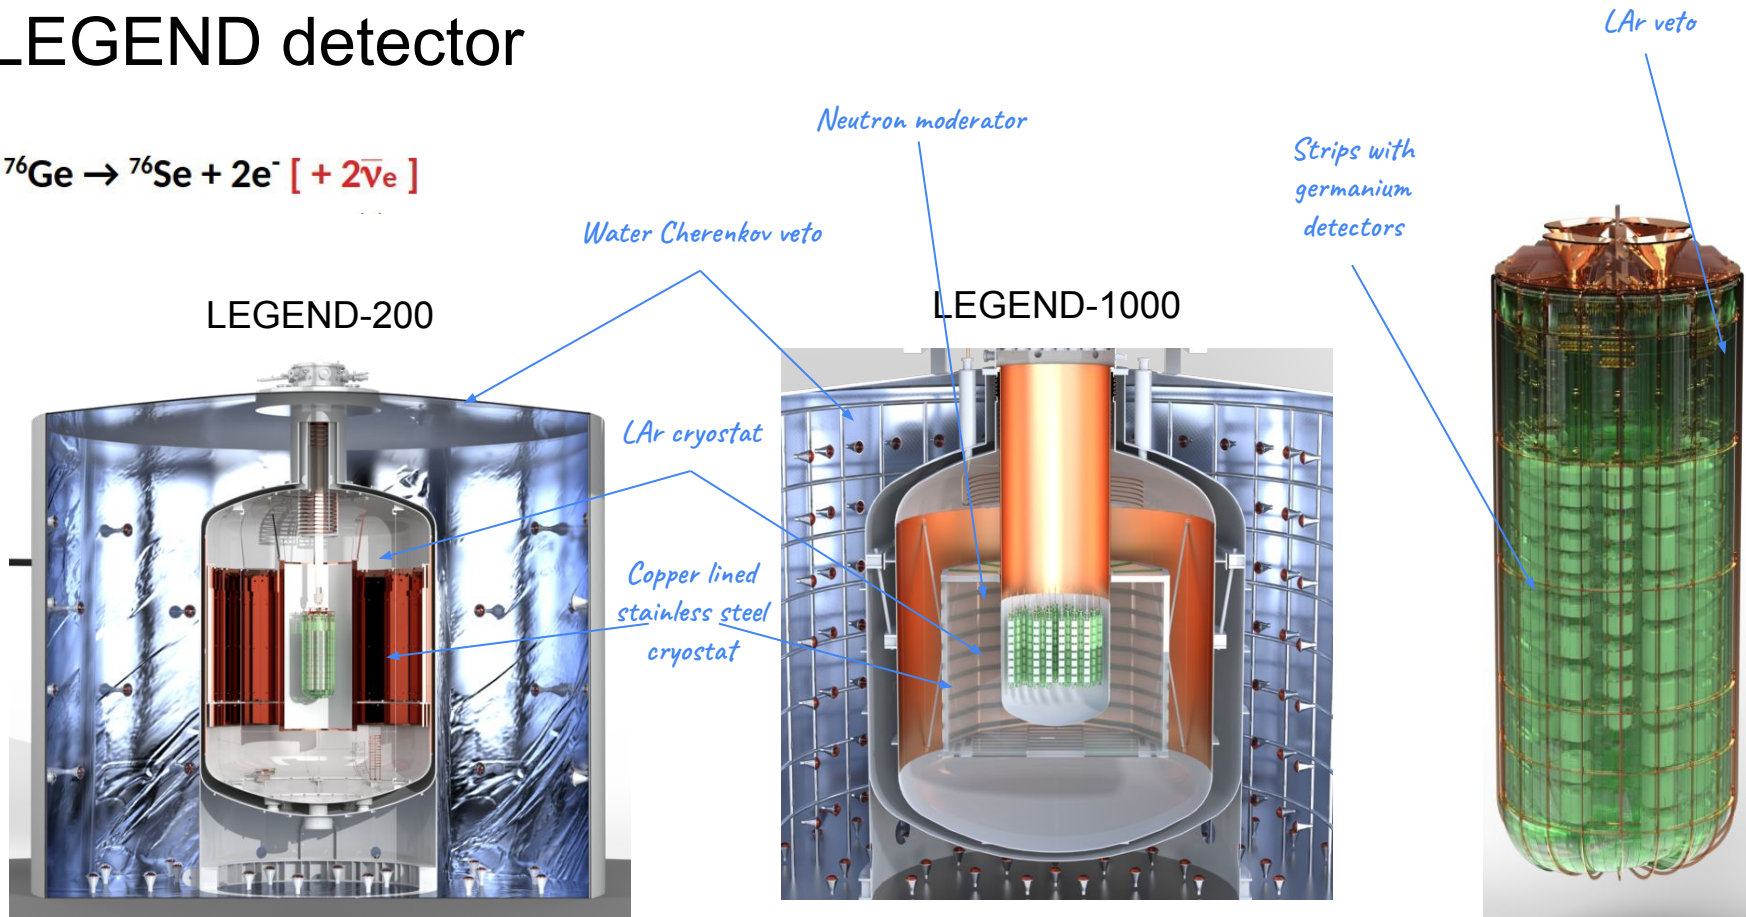 LEGEND detector
⁷⁶Ge → ⁷⁶Se + 2e⁻ [ + 2ν̅e ]
LAr veto
Neutron moderator
Strips with
germanium
detectors
Water Cherenkov veto
LEGEND-200
LEGEND-1000
LAr cryostat
Copper lined
stainless steel
cryostat